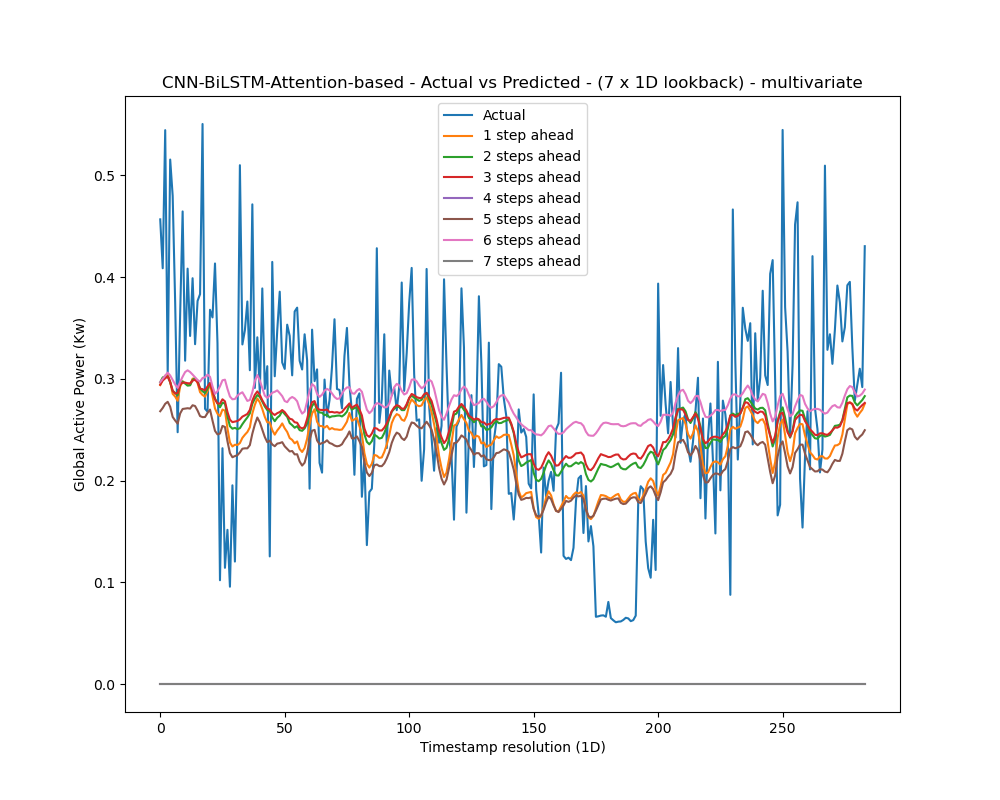 CNN-BiLSTM-Attention-based - Actual vs Predicted - (7 x 1D lookback) - multivariate
Actual
1 step ahead
2 steps ahead
3 steps ahead
4 steps ahead
5 steps ahead
6 steps ahead
7 steps ahead
Global Active Power (Kw)
0.5
0.4
0.3
0.2
0.1
0.0
0 50 100 150 200 250
Timestamp resolution (1D)